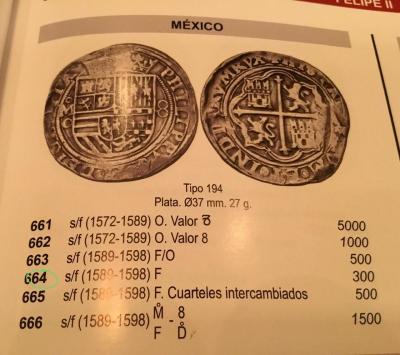 FELIPE II
MÉXICO
Tipo 194
Plata. Ø37 mm. 27 g.
661 s/f (1572-1589) O. Valor 8 5000
662 s/f (1572-1589) O. Valor 8 1000
663 s/f (1589-1598) F/O 500
664 s/f (1589-1598) F 300
665 s/f (1589-1598) F. Cuarteles intercambiados 500
666 s/f (1589-1598) M̊ - 8 1500
F D̊